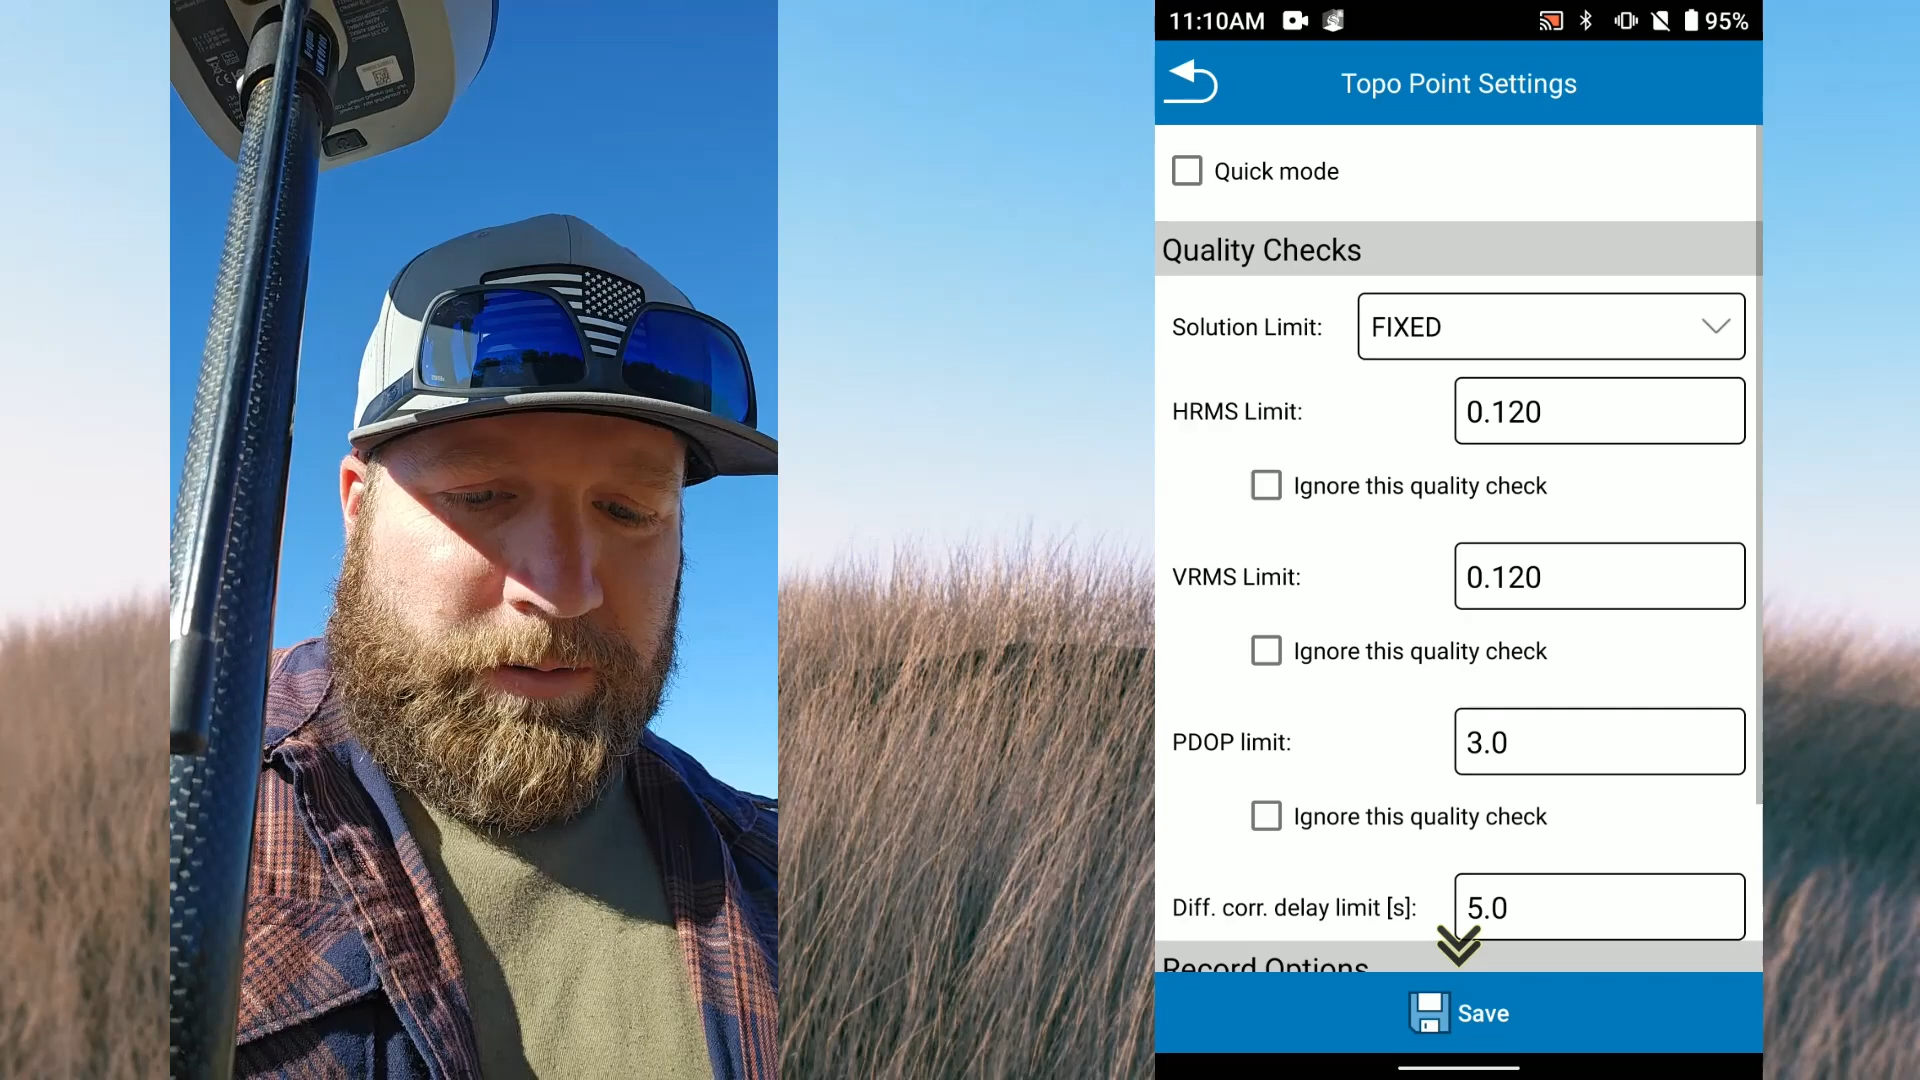 11:10AM
95%
Topo Point Settings
Quick mode
Quality Checks
Solution Limit: FIXED
HRMS Limit: 0.120
Ignore this quality check
VRMS Limit: 0.120
Ignore this quality check
PDOP limit: 3.0
Ignore this quality check
Diff. corr. delay limit [s]: 5.0
Record Options
Save